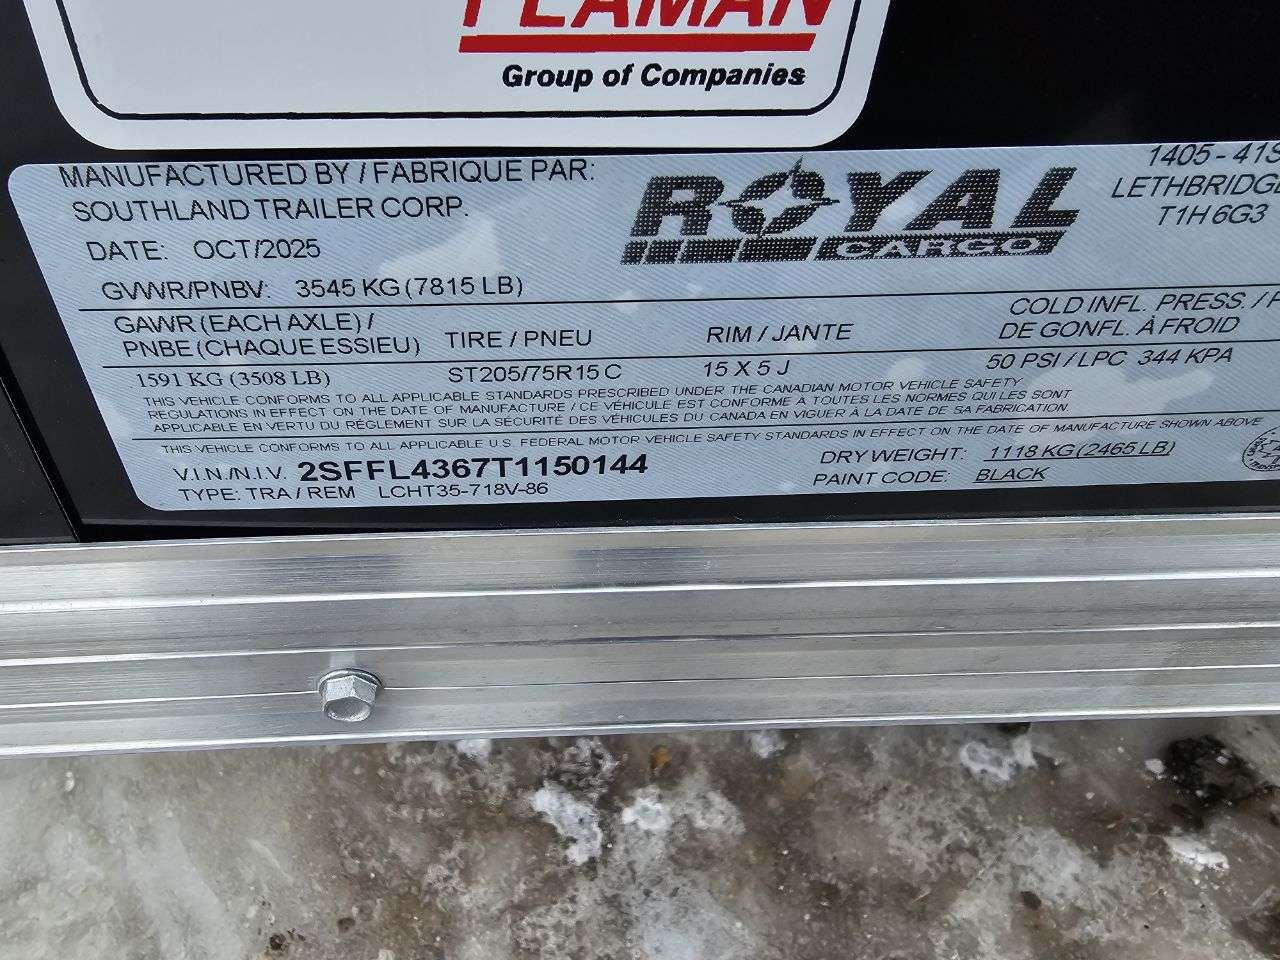 FLAMAN
Group of Companies
MANUFACTURED BY / FABRIQUE PAR:
SOUTHLAND TRAILER CORP.
DATE: OCT/2025
GVWR/PNBV: 3545 KG (7815 LB)
ROYAL
CARGO
1405 - 41S
LETHBRIDGE
T1H 6G3
GAWR (EACH AXLE) / TIRE / PNEU RIM / JANTE COLD INFL. PRESS. /
PNBE (CHAQUE ESSIEU) DE GONFL. À FROID
1591 KG (3508 LB) ST205/75R15 C 15 X 5 J 50 PSI / LPC 344 KPA
THIS VEHICLE CONFORMS TO ALL APPLICABLE STANDARDS PRESCRIBED UNDER THE CANADIAN MOTOR VEHICLE SAFETY
REGULATIONS IN EFFECT ON THE DATE OF MANUFACTURE / CE VÉHICULE EST CONFORME A TOUTES LES NORMES QUI LES SONT
APPLICABLE EN VERTU DU RÉGLEMENT SUR LA SÉCURITÉ DES VÉHICULES DU CANADA EN VIGUER À LA DATE DE SA FABRICATION.
THIS VEHICLE CONFORMS TO ALL APPLICABLE U.S. FEDERAL MOTOR VEHICLE SAFETY STANDARDS IN EFFECT ON THE DATE OF MANUFACTURE SHOWN ABOVE
V.I.N./N.I.V. 2SFFL4367T1150144 DRY WEIGHT: 1118 KG (2465 LB)
TYPE: TRA / REM LCHT35-718V-86 PAINT CODE: BLACK